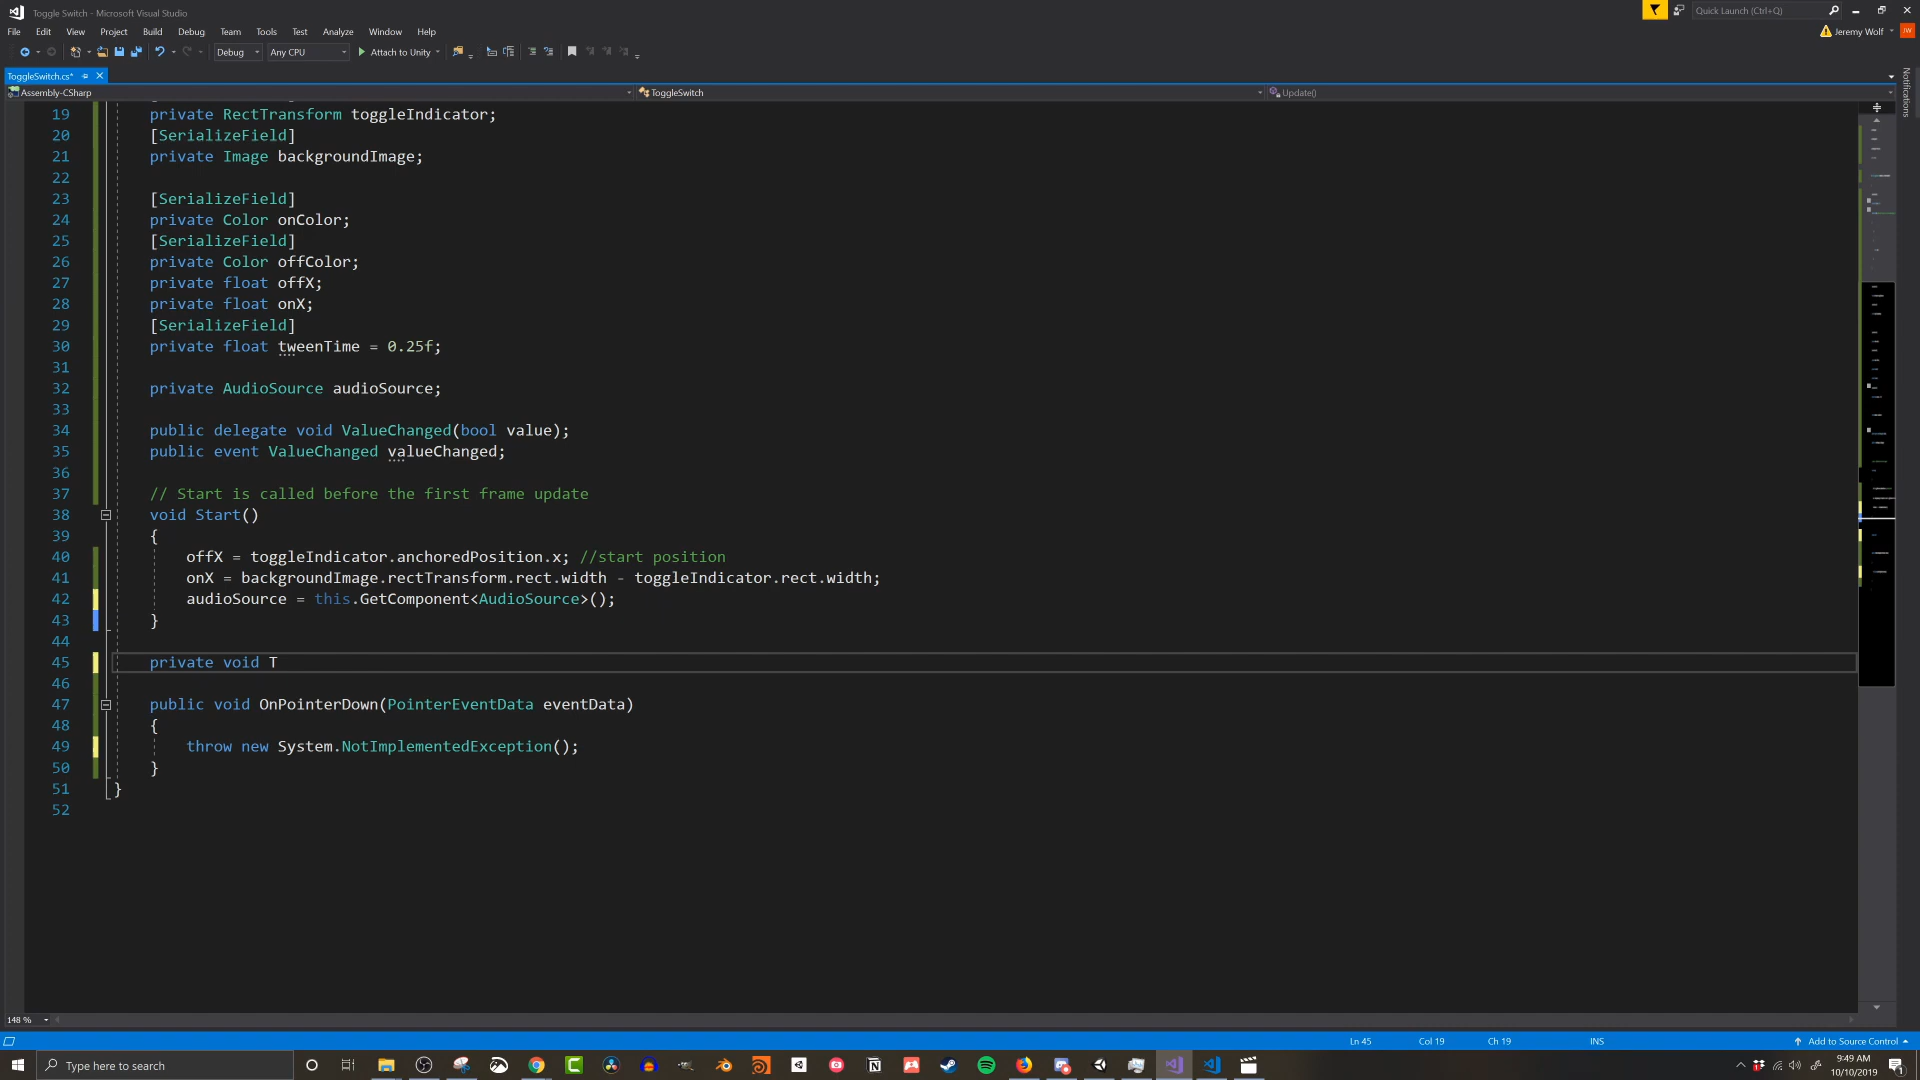 Toggle Switch - Microsoft Visual Studio
Quick Launch (Ctrl+Q)
File Edit View Project Build Debug Team Tools Test Analyze Window Help
Jeremy Wolf JW
Debug Any CPU Attach to Unity
ToggleSwitch.cs*
Notifications
Assembly-CSharp ToggleSwitch Update()
19 private RectTransform toggleIndicator;
20 [SerializeField]
21 private Image backgroundImage;
22
23 [SerializeField]
24 private Color onColor;
25 [SerializeField]
26 private Color offColor;
27 private float offX;
28 private float onX;
29 [SerializeField]
30 private float tweenTime = 0.25f;
31
32 private AudioSource audioSource;
33
34 public delegate void ValueChanged(bool value);
35 public event ValueChanged valueChanged;
36
37 // Start is called before the first frame update
38 void Start()
39 {
40 offX = toggleIndicator.anchoredPosition.x; //start position
41 onX = backgroundImage.rectTransform.rect.width - toggleIndicator.rect.width;
42 audioSource = this.GetComponent<AudioSource>();
43 }
44
45 private void T
46
47 public void OnPointerDown(PointerEventData eventData)
48 {
49 throw new System.NotImplementedException();
50 }
51 }
52
148 %
Ln 45 Col 19 Ch 19 INS Add to Source Control
Type here to search
9:49 AM
10/10/2019